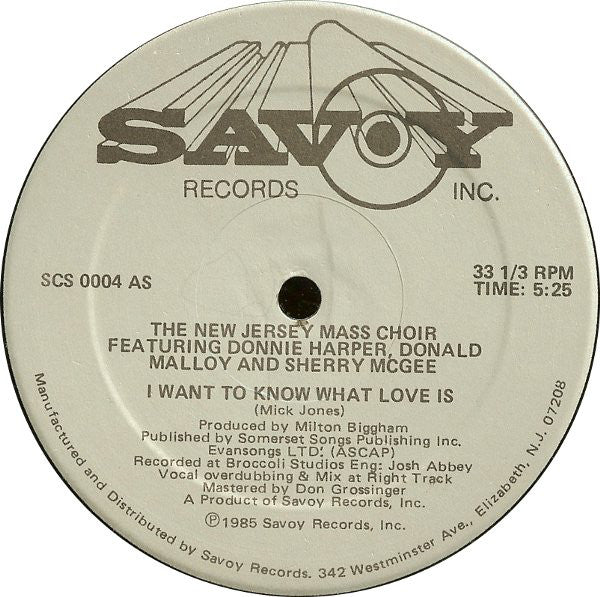 SAVOY
RECORDS INC.
SCS 0004 AS
33 1/3 RPM
TIME: 5:25
THE NEW JERSEY MASS CHOIR
FEATURING DONNIE HARPER, DONALD
MALLOY AND SHERRY MCGEE
I WANT TO KNOW WHAT LOVE IS
(Mick Jones)
Produced by Milton Biggham
Published by Somerset Songs Publishing Inc.
Evansongs LTD. (ASCAP)
Recorded at Broccoli Studios Eng: Josh Abbey
Vocal overdubbing & Mix at Right Track
Mastered by Don Grossinger
A Product of Savoy Records, Inc.
Ⓟ1985 Savoy Records, Inc.
Manufactured and Distributed by Savoy Records. 342 Westminster Ave., Elizabeth, N.J. 07208